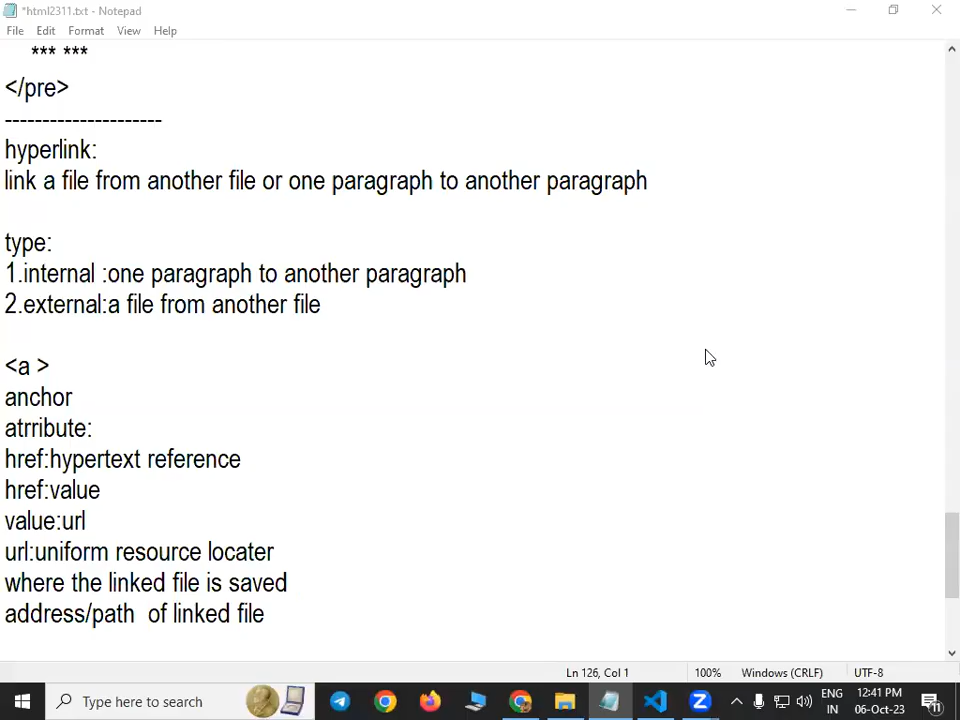 *html2311.txt - Notepad
File Edit Format View Help
*** ***
</pre>
---------------------
hyperlink:
link a file from another file or one paragraph to another paragraph
type:
1.internal :one paragraph to another paragraph
2.external:a file from another file
<a >
anchor
atrribute:
href:hypertext reference
href:value
value:url
url:uniform resource locater
where the linked file is saved
address/path  of linked file
Ln 126, Col 1 100% Windows (CRLF) UTF-8
Type here to search
ENG 12:41 PM
IN 06-Oct-23 11